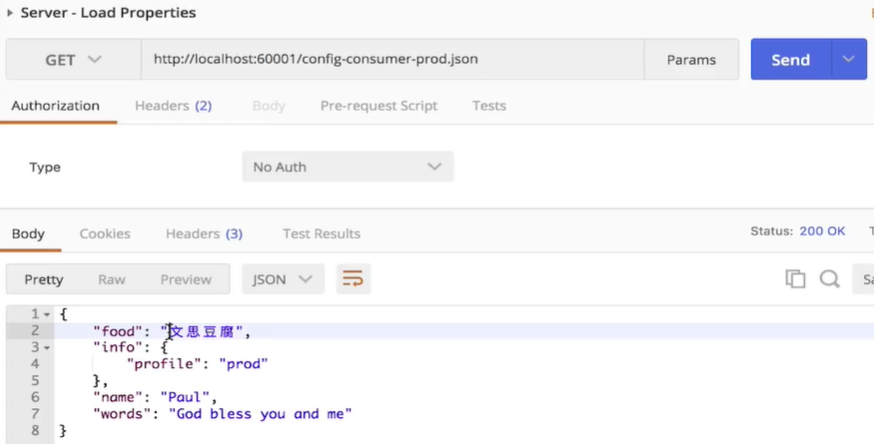 Server - Load Properties
GET http://localhost:60001/config-consumer-prod.json Params Send
Authorization Headers (2) Body Pre-request Script Tests
Type No Auth
Body Cookies Headers (3) Test Results Status: 200 OK
Pretty Raw Preview JSON
1 {
2 "food": "文思豆腐",
3 "info": {
4 "profile": "prod"
5 },
6 "name": "Paul",
7 "words": "God bless you and me"
8 }